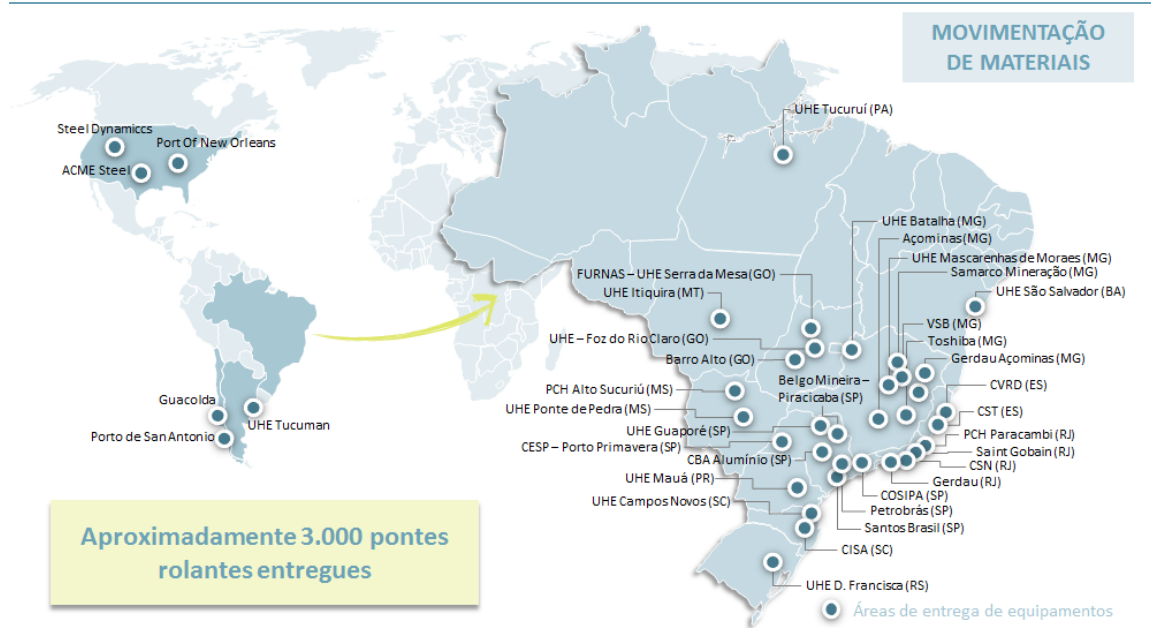 MOVIMENTAÇÃO
DE MATERIAIS
Steel Dynamiccs
Port Of New Orleans
ACME Steel
Guacolda
Porto de San Antonio
UHE Tucuman
UHE Tucuruí (PA)
UHE Batalha (MG)
Açominas (MG)
UHE Mascarenhas de Moraes (MG)
Samarco Mineração (MG)
UHE São Salvador (BA)
FURNAS – UHE Serra da Mesa (GO)
UHE Itiquira (MT)
VSB (MG)
Toshiba (MG)
Gerdau Açominas (MG)
UHE – Foz do Rio Claro (GO)
Barro Alto (GO)
Belgo Mineira –
Piracicaba (SP)
CVRD (ES)
CST (ES)
PCH Alto Sucuriú (MS)
UHE Ponte de Pedra (MS)
UHE Guaporé (SP)
CESP – Porto Primavera (SP)
CBA Alumínio (SP)
PCH Paracambi (RJ)
Saint Gobain (RJ)
CSN (RJ)
Gerdau (RJ)
UHE Mauá (PR)
UHE Campos Novos (SC)
COSIPA (SP)
Petrobrás (SP)
Santos Brasil (SP)
CISA (SC)
UHE D. Francisca (RS)
Aproximadamente 3.000 pontes
rolantes entregues
Áreas de entrega de equipamentos